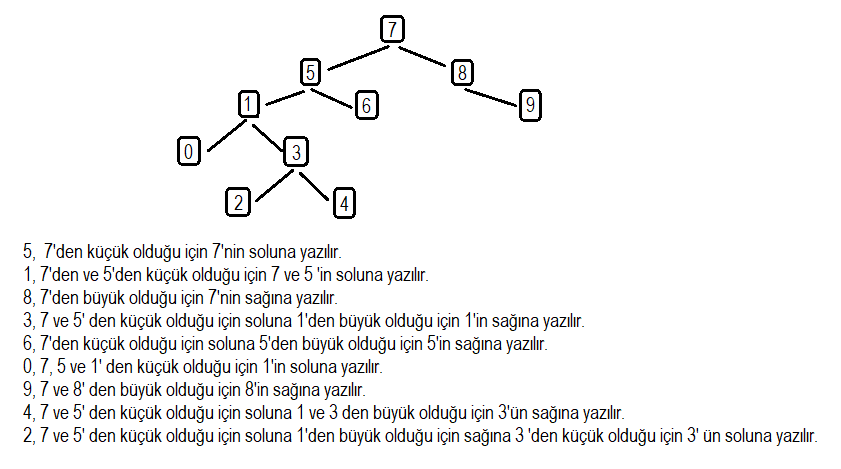 7
5
8
1
6
9
0
3
2
4
5, 7'den küçük olduğu için 7'nin soluna yazılır.
1, 7'den ve 5'den küçük olduğu için 7 ve 5 'in soluna yazılır.
8, 7'den büyük olduğu için 7'nin sağına yazılır.
3, 7 ve 5' den küçük olduğu için soluna 1'den büyük olduğu için 1'in sağına yazılır.
6, 7'den küçük olduğu için soluna 5'den büyük olduğu için 5'in sağına yazılır.
0, 7, 5 ve 1' den küçük olduğu için 1'in soluna yazılır.
9, 7 ve 8' den büyük olduğu için 8'in sağına yazılır.
4, 7 ve 5' den küçük olduğu için soluna 1 ve 3 den büyük olduğu için 3'ün sağına yazılır.
2, 7 ve 5' den küçük olduğu için soluna 1'den büyük olduğu için sağına 3 'den küçük olduğu için 3' ün soluna yazılır.